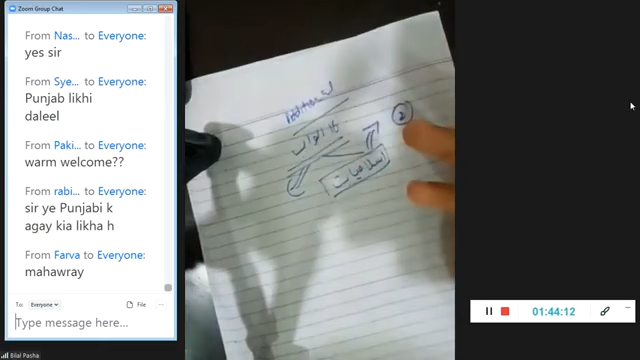 Zoom Group Chat
From Nas... to Everyone:
yes sir
From Sye... to Everyone:
Punjab likhi
daleel
From Paki... to Everyone:
warm welcome??
From rabi... to Everyone:
sir ye Punjabi k
agay kia likha h
From Farva to Everyone:
mahawray
To: Everyone
File
Type message here...
Bilal Pasha
Additional
2
اسلامیات
01:44:12